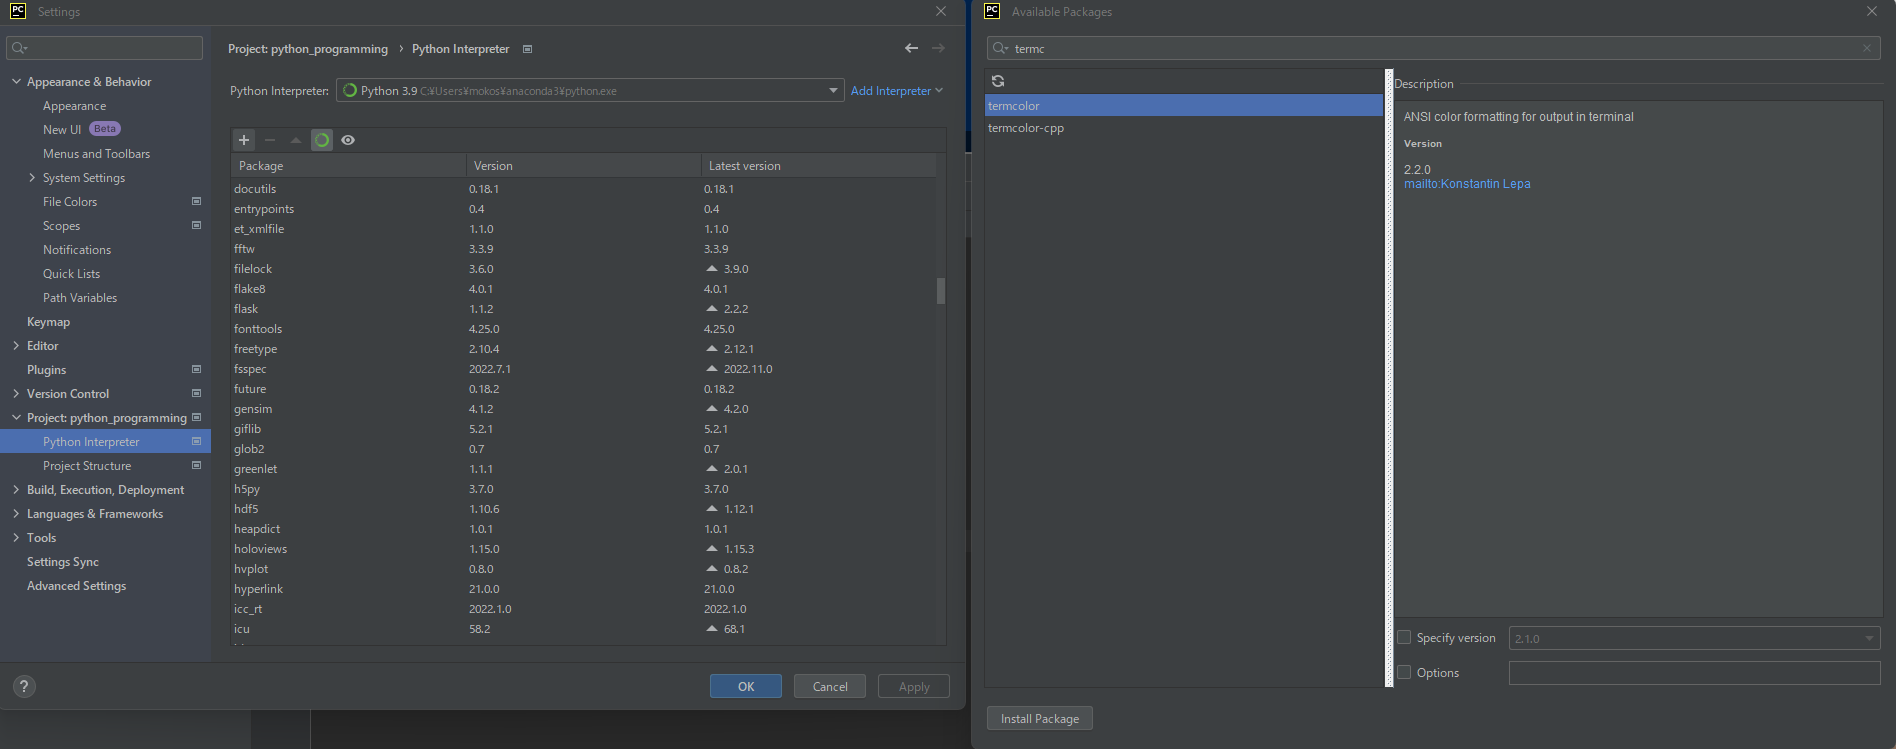 PC Settings
Appearance & Behavior
Appearance
New UI Beta
Menus and Toolbars
System Settings
File Colors
Scopes
Notifications
Quick Lists
Path Variables
Keymap
Editor
Plugins
Version Control
Project: python_programming
Python Interpreter
Project Structure
Build, Execution, Deployment
Languages & Frameworks
Tools
Settings Sync
Advanced Settings
?
Project: python_programming › Python Interpreter
Python Interpreter: Python 3.9 C:¥Users¥mokos¥anaconda3¥python.exe Add Interpreter
Package Version Latest version
docutils 0.18.1 0.18.1
entrypoints 0.4 0.4
et_xmlfile 1.1.0 1.1.0
fftw 3.3.9 3.3.9
filelock 3.6.0 3.9.0
flake8 4.0.1 4.0.1
flask 1.1.2 2.2.2
fonttools 4.25.0 4.25.0
freetype 2.10.4 2.12.1
fsspec 2022.7.1 2022.11.0
future 0.18.2 0.18.2
gensim 4.1.2 4.2.0
giflib 5.2.1 5.2.1
glob2 0.7 0.7
greenlet 1.1.1 2.0.1
h5py 3.7.0 3.7.0
hdf5 1.10.6 1.12.1
heapdict 1.0.1 1.0.1
holoviews 1.15.0 1.15.3
hvplot 0.8.0 0.8.2
hyperlink 21.0.0 21.0.0
icc_rt 2022.1.0 2022.1.0
icu 58.2 68.1
OK Cancel Apply
PC Available Packages
termc
termcolor
termcolor-cpp
Description
ANSI color formatting for output in terminal
Version
2.2.0
mailto:Konstantin Lepa
Specify version 2.1.0
Options
Install Package